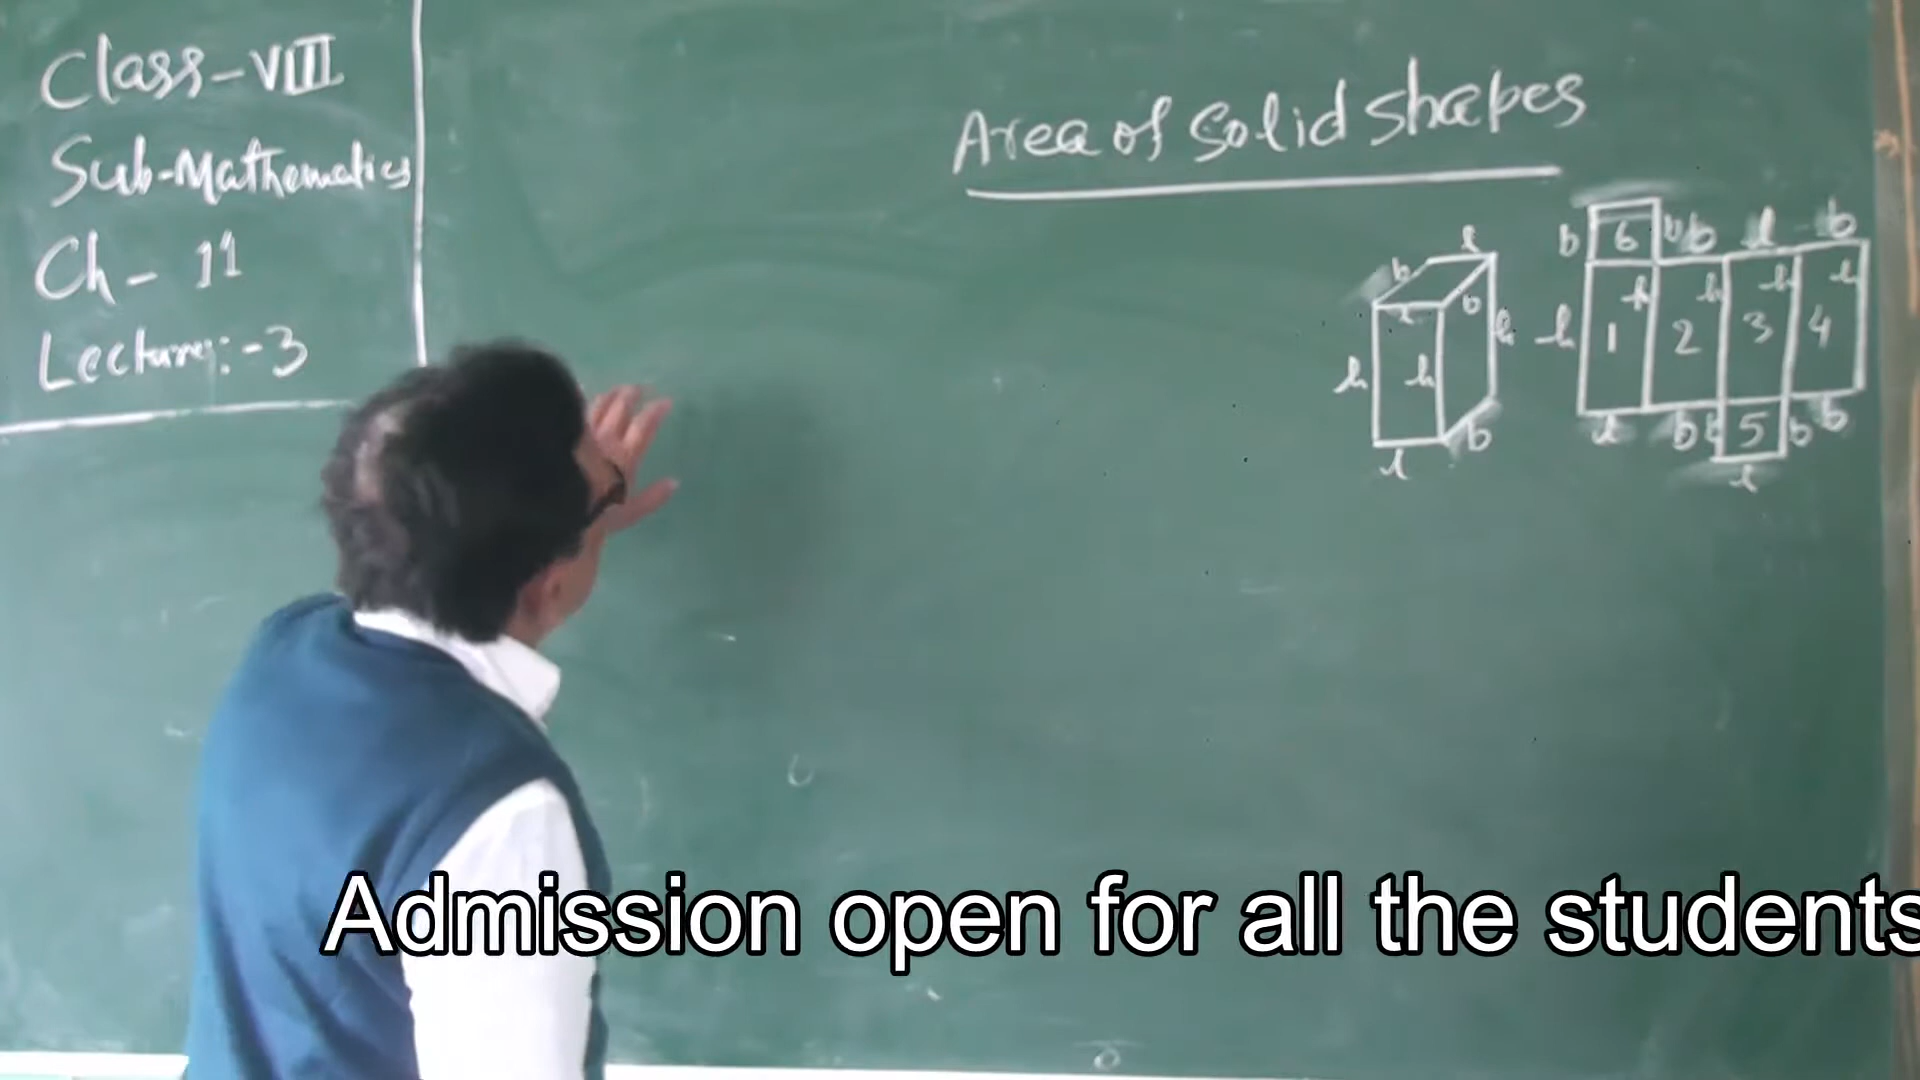 Class-VIII
Sub-Mathematics
Ch- 11
Lecture:-3
Area of Solid Shapes
l
b
b
l
h
h
h
b
l
b 6 b b l b
h h h h h
1 2 3 4
l b b 5 b b
l
Admission open for all the students